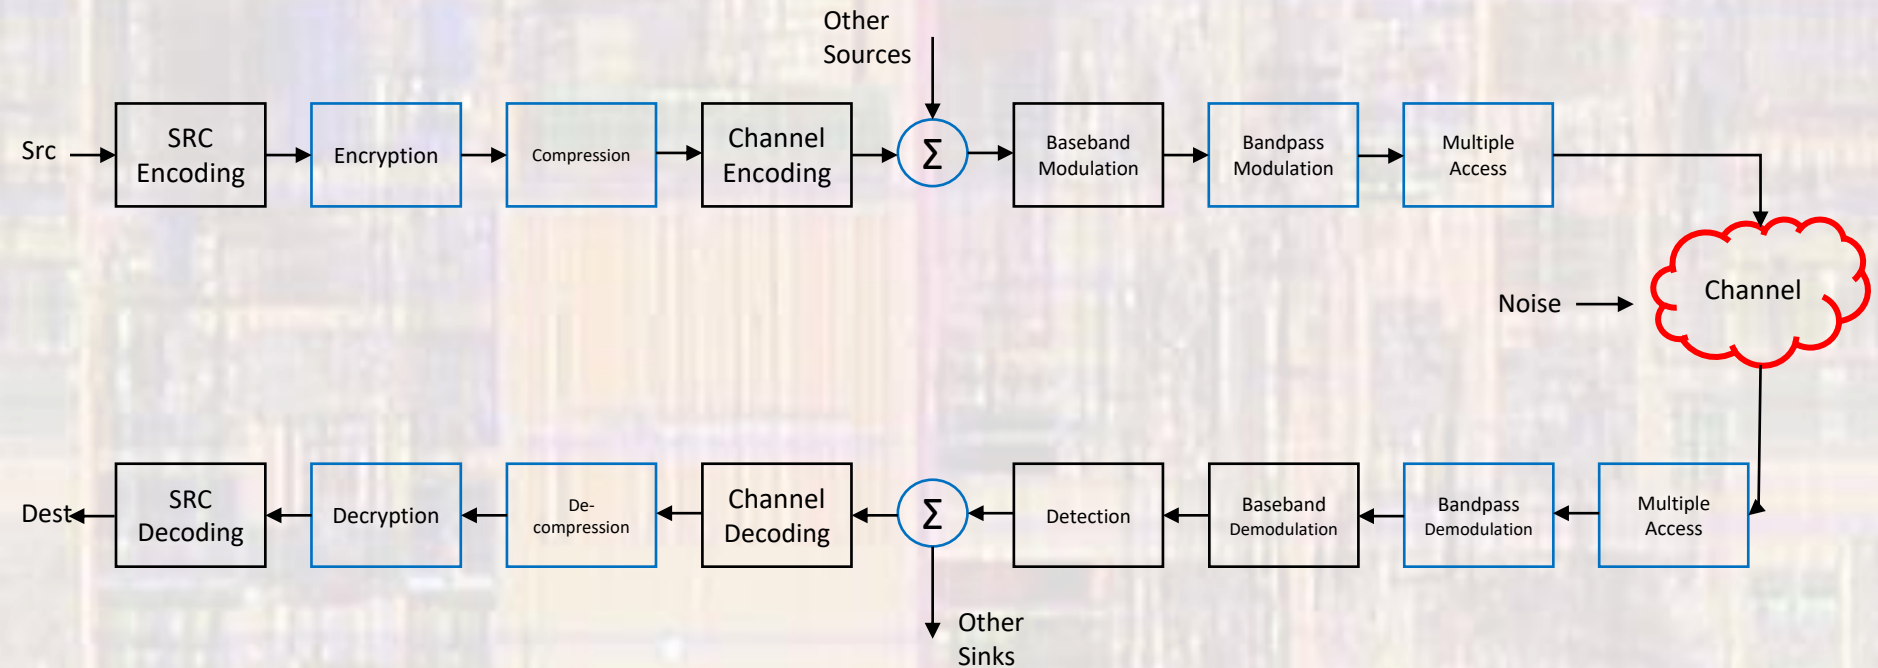 Other
Sources
Src
SRC
Encoding
Encryption
Compression
Channel
Encoding
Σ
Baseband
Modulation
Bandpass
Modulation
Multiple
Access
Noise
Channel
Dest
SRC
Decoding
Decryption
De-
compression
Channel
Decoding
Σ
Detection
Baseband
Demodulation
Bandpass
Demodulation
Multiple
Access
Other
Sinks